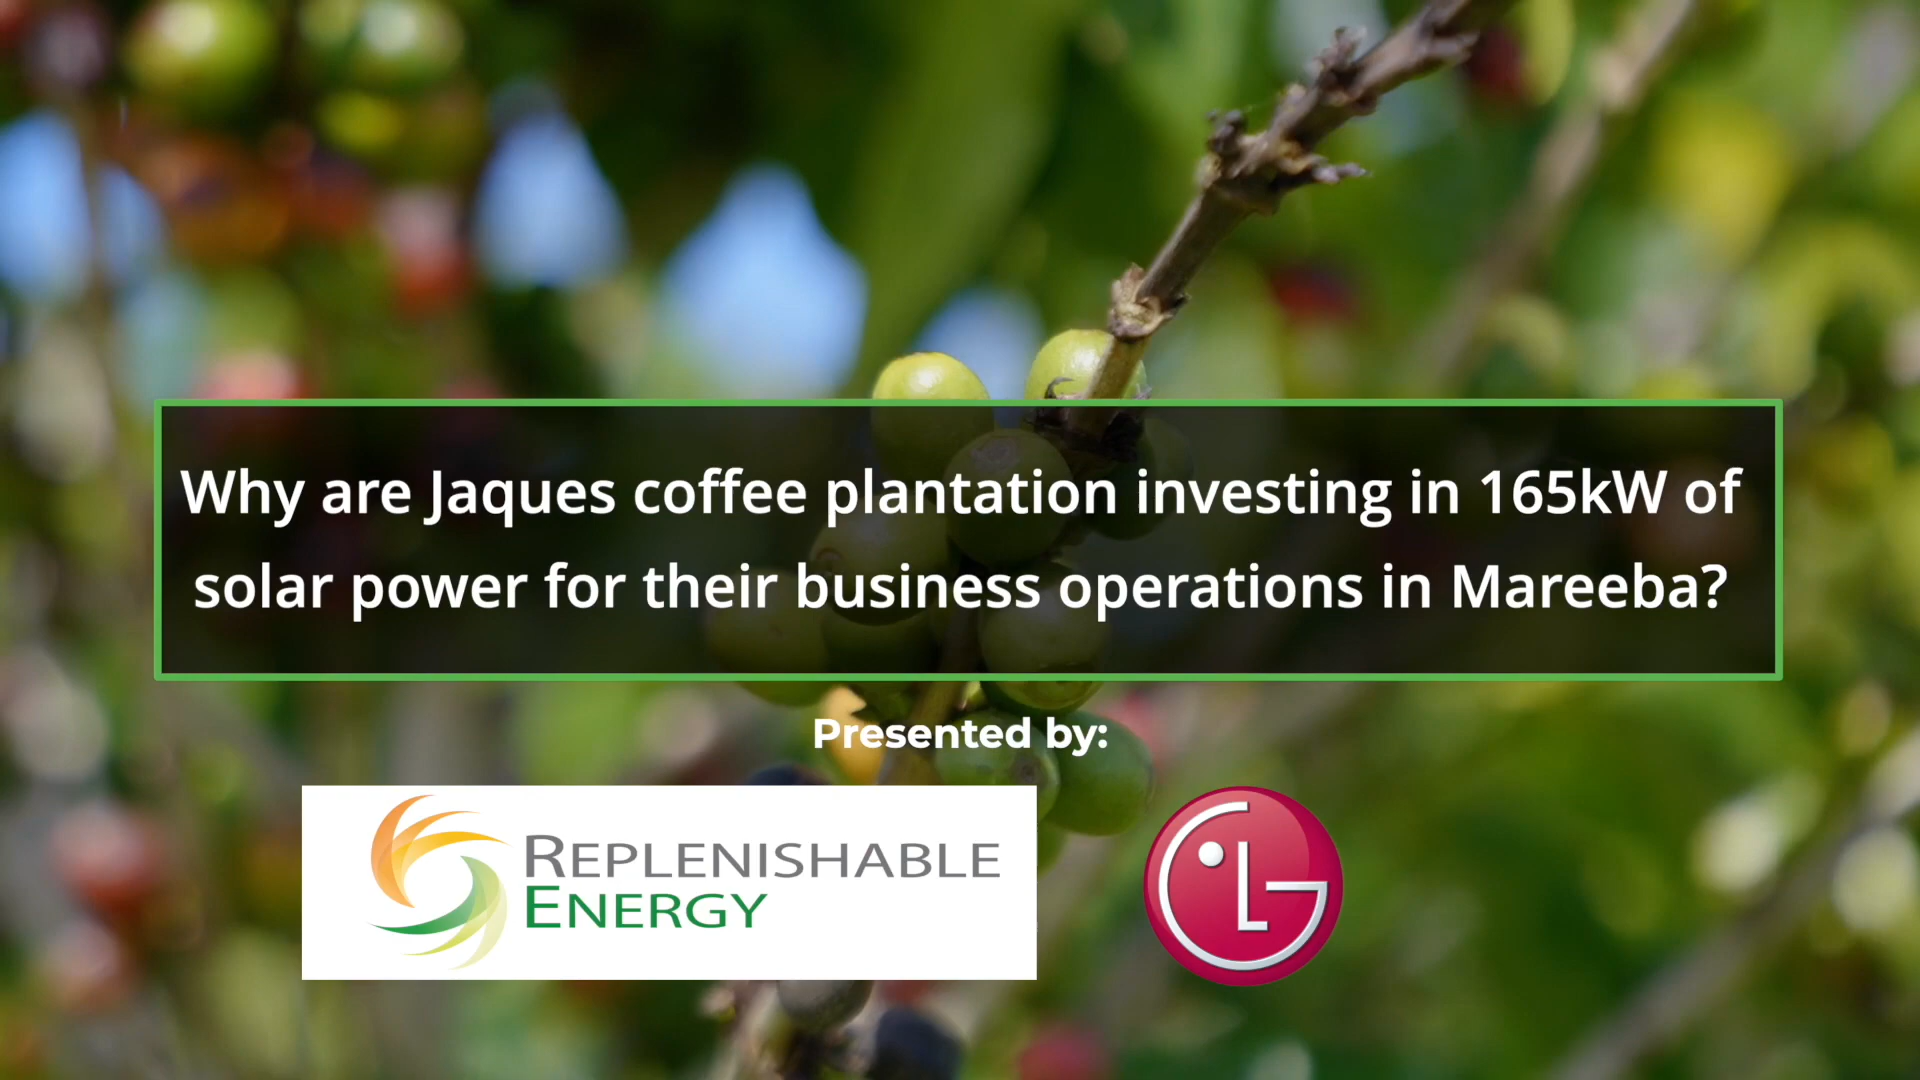 Why are Jaques coffee plantation investing in 165kW of
solar power for their business operations in Mareeba?
Presented by:
REPLENISHABLE
ENERGY
LG